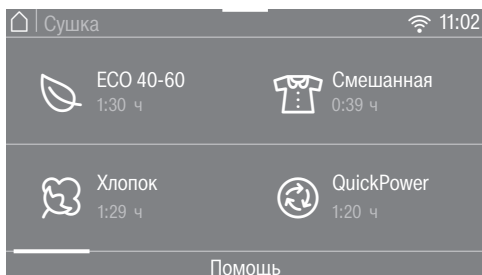 Сушка 11:02
ECO 40-60 Смешанная
1:30 ч 0:39 ч
Хлопок QuickPower
1:29 ч 1:20 ч
Помощь